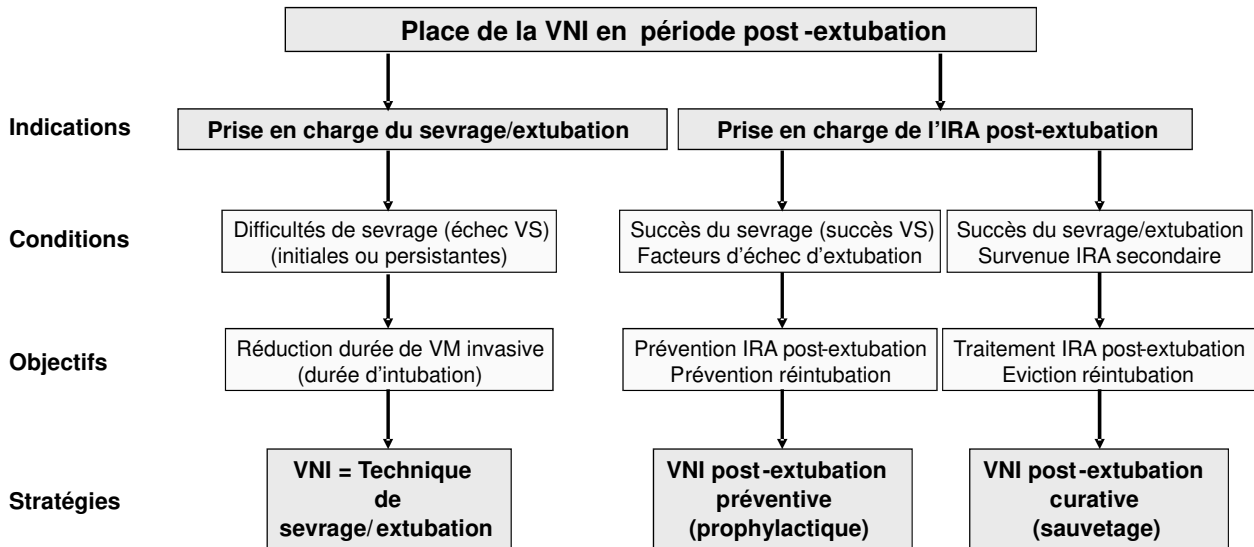 Place de la VNI en période post-extubation
Indications
Prise en charge du sevrage/extubation
Prise en charge de l'IRA post-extubation
Conditions
Difficultés de sevrage (échec VS)
(initiales ou persistantes)
Succès du sevrage (succès VS)
Facteurs d'échec d'extubation
Succès du sevrage/extubation
Survenue IRA secondaire
Objectifs
Réduction durée de VM invasive
(durée d'intubation)
Prévention IRA post-extubation
Prévention réintubation
Traitement IRA post-extubation
Eviction réintubation
Stratégies
VNI = Technique
de
sevrage/extubation
VNI post-extubation
préventive
(prophylactique)
VNI post-extubation
curative
(sauvetage)